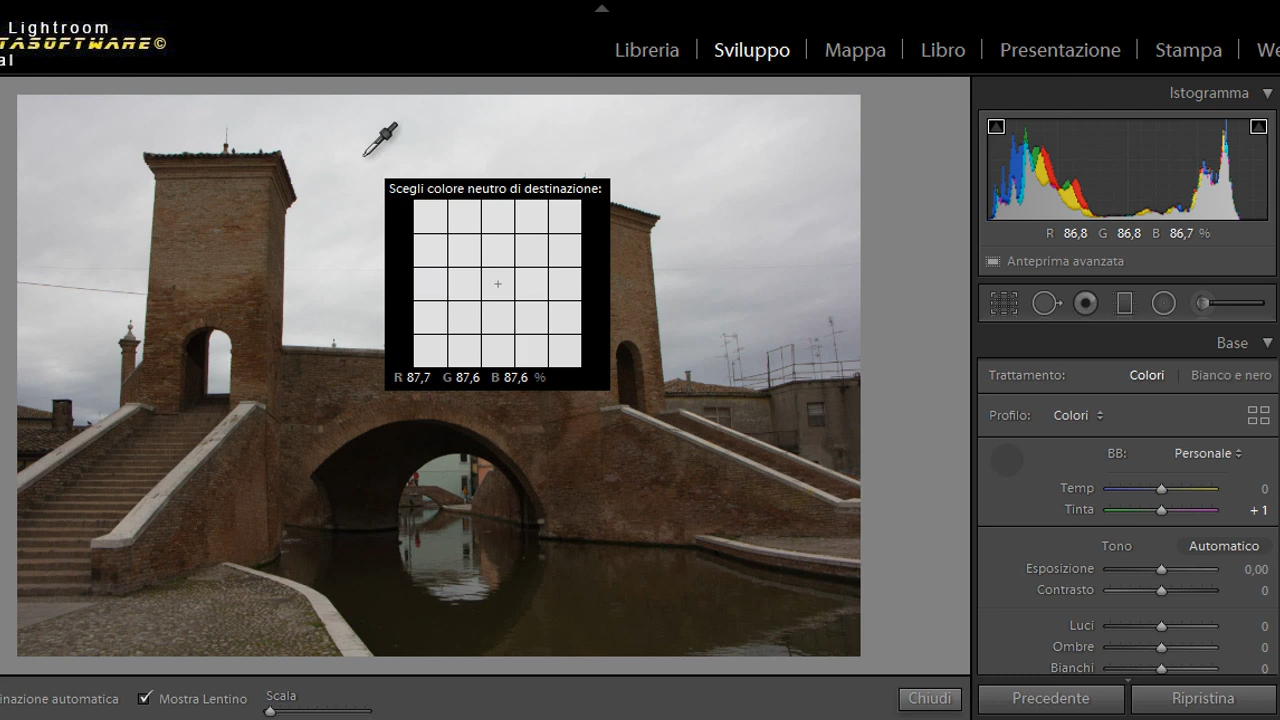 Lightroom
TASOFTWARE©
al
Libreria | Sviluppo | Mappa | Libro | Presentazione | Stampa | We
Istogramma
R 86,8 G 86,8 B 86,7 %
Anteprima avanzata
Scegli colore neutro di destinazione:
R 87,7 G 87,6 B 87,6 %
Base
Trattamento: Colori | Bianco e nero
Profilo: Colori
BB: Personale
Temp 0
Tinta + 1
Tono Automatico
Esposizione 0,00
Contrasto 0
Luci 0
Ombre 0
Bianchi 0
inazione automatica Mostra Lentino Scala Chiudi
Precedente Ripristina